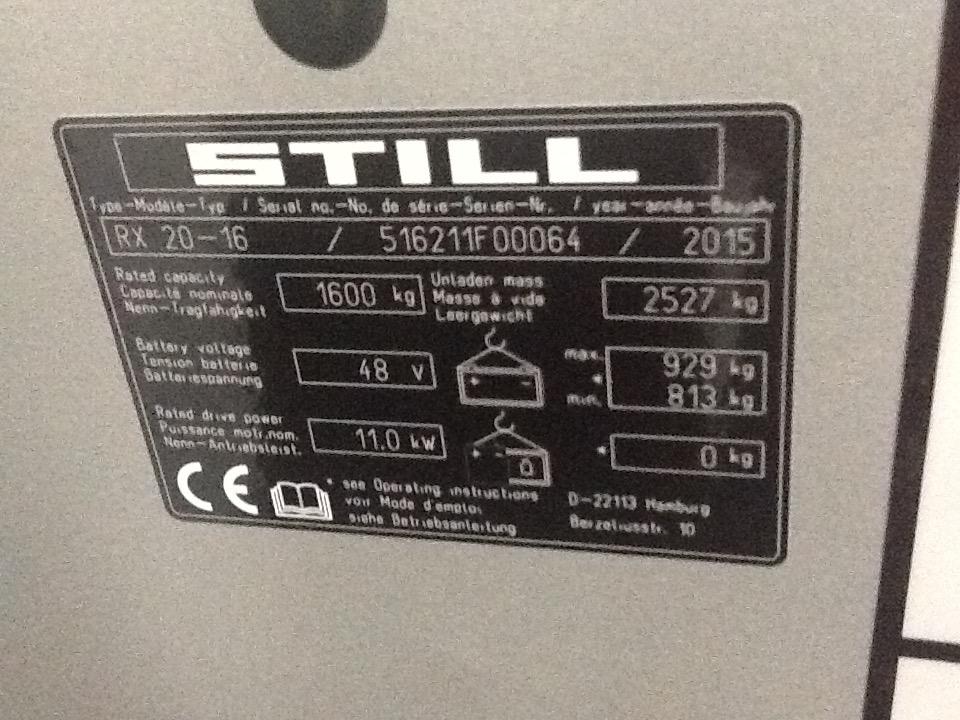 STILL
Type-Modèle-Typ / Serial no.-No. de série-Serien-Nr. / year-année-Baujahr
RX 20-16 / 516211F00064 / 2015
Rated capacity
Capacité nominale
Nenn-Tragfähigkeit
1600 kg
Unladen mass
Masse à vide
Leergewicht
2527 kg
Battery voltage
Tension batterie
Batteriespannung
48 V
+ -
max.
*
min.
929 kg
813 kg
Rated drive power
Puissance motr.nom.
Nenn-Antriebsleist.
11.0 kW
+ -
* 0 kg
CE
* see Operating instructions
voir Mode d'emploi
siehe Betriebsanleitung
D-22113 Hamburg
Berzeliusstr. 10